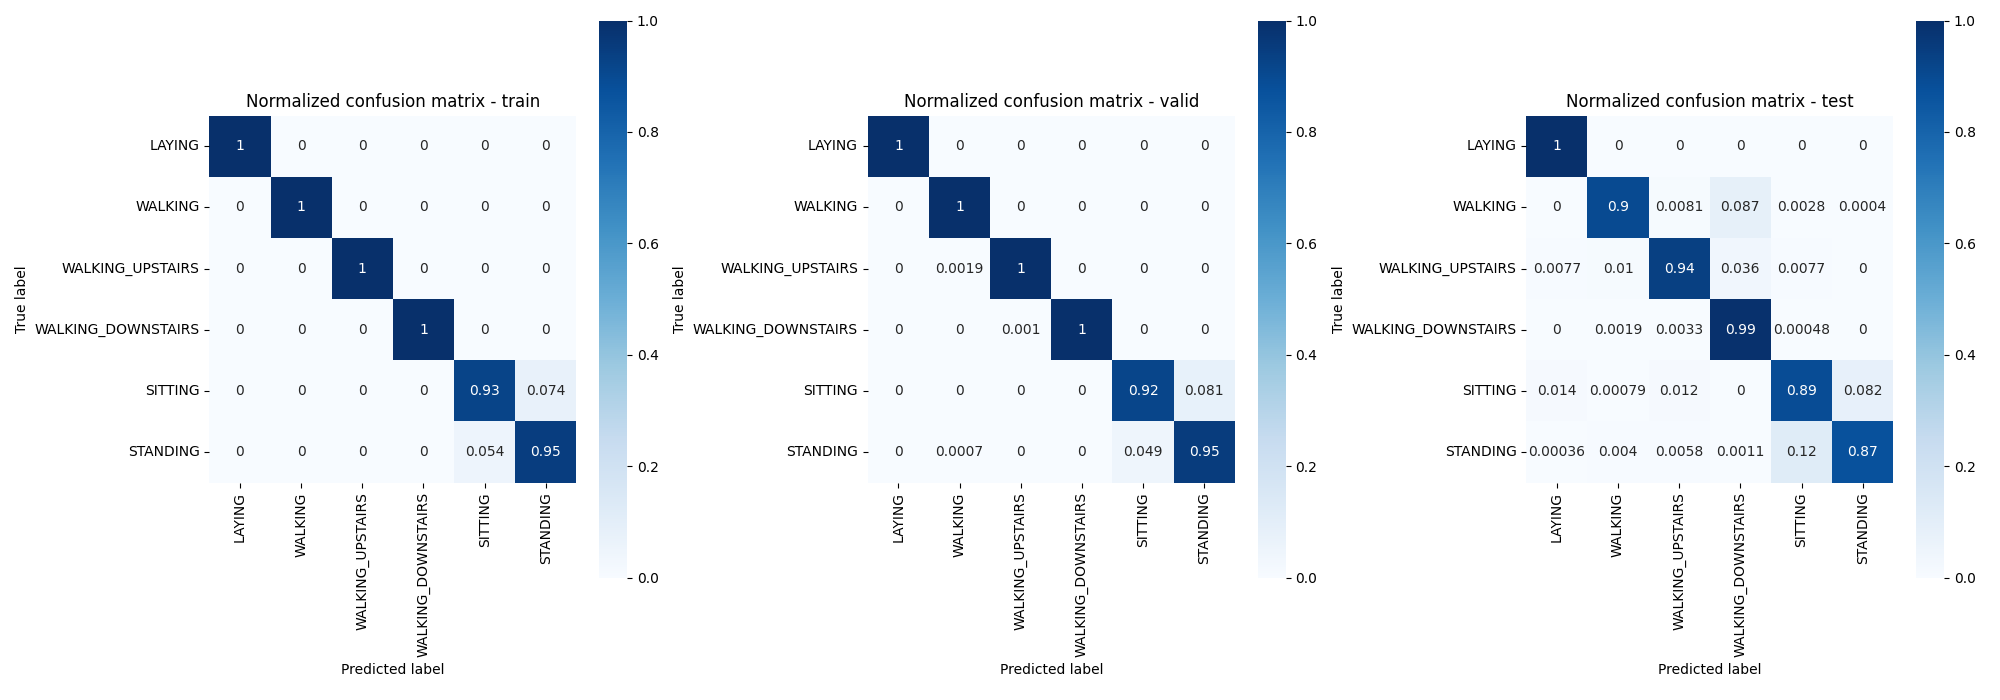 Normalized confusion matrix - train
True label
LAYING 1 0 0 0 0 0
WALKING 0 1 0 0 0 0
WALKING_UPSTAIRS 0 0 1 0 0 0
WALKING_DOWNSTAIRS 0 0 0 1 0 0
SITTING 0 0 0 0 0.93 0.074
STANDING 0 0 0 0 0.054 0.95
LAYING
WALKING
WALKING_UPSTAIRS
WALKING_DOWNSTAIRS
SITTING
STANDING
Predicted label
1.0
0.8
0.6
0.4
0.2
0.0
Normalized confusion matrix - valid
True label
LAYING 1 0 0 0 0 0
WALKING 0 1 0 0 0 0
WALKING_UPSTAIRS 0 0.0019 1 0 0 0
WALKING_DOWNSTAIRS 0 0 0.001 1 0 0
SITTING 0 0 0 0 0.92 0.081
STANDING 0 0.0007 0 0 0.049 0.95
LAYING
WALKING
WALKING_UPSTAIRS
WALKING_DOWNSTAIRS
SITTING
STANDING
Predicted label
1.0
0.8
0.6
0.4
0.2
0.0
Normalized confusion matrix - test
True label
LAYING 1 0 0 0 0 0
WALKING 0 0.9 0.0081 0.087 0.0028 0.0004
WALKING_UPSTAIRS 0.0077 0.01 0.94 0.036 0.0077 0
WALKING_DOWNSTAIRS 0 0.0019 0.0033 0.99 0.00048 0
SITTING 0.014 0.00079 0.012 0 0.89 0.082
STANDING 0.00036 0.004 0.0058 0.0011 0.12 0.87
LAYING
WALKING
WALKING_UPSTAIRS
WALKING_DOWNSTAIRS
SITTING
STANDING
Predicted label
1.0
0.8
0.6
0.4
0.2
0.0